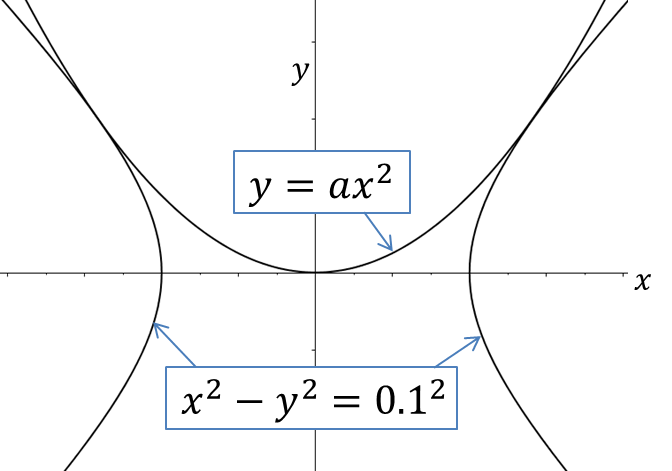 y
y = ax²
x
x² − y² = 0.1²